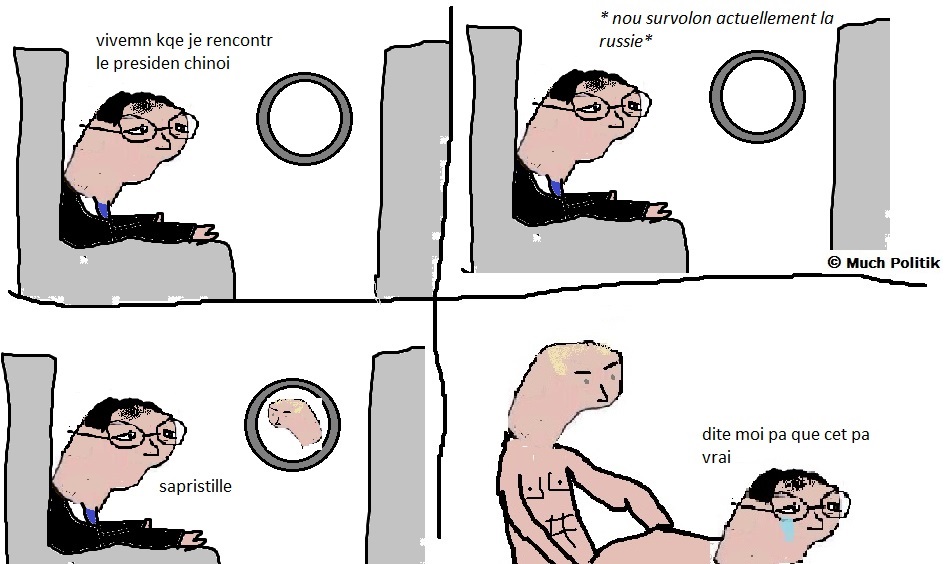 vivemn kqe je rencontr
le presiden chinoi
* nou survolon actuellement la
russie*
© Much Politik
sapristille
dite moi pa que cet pa
vrai